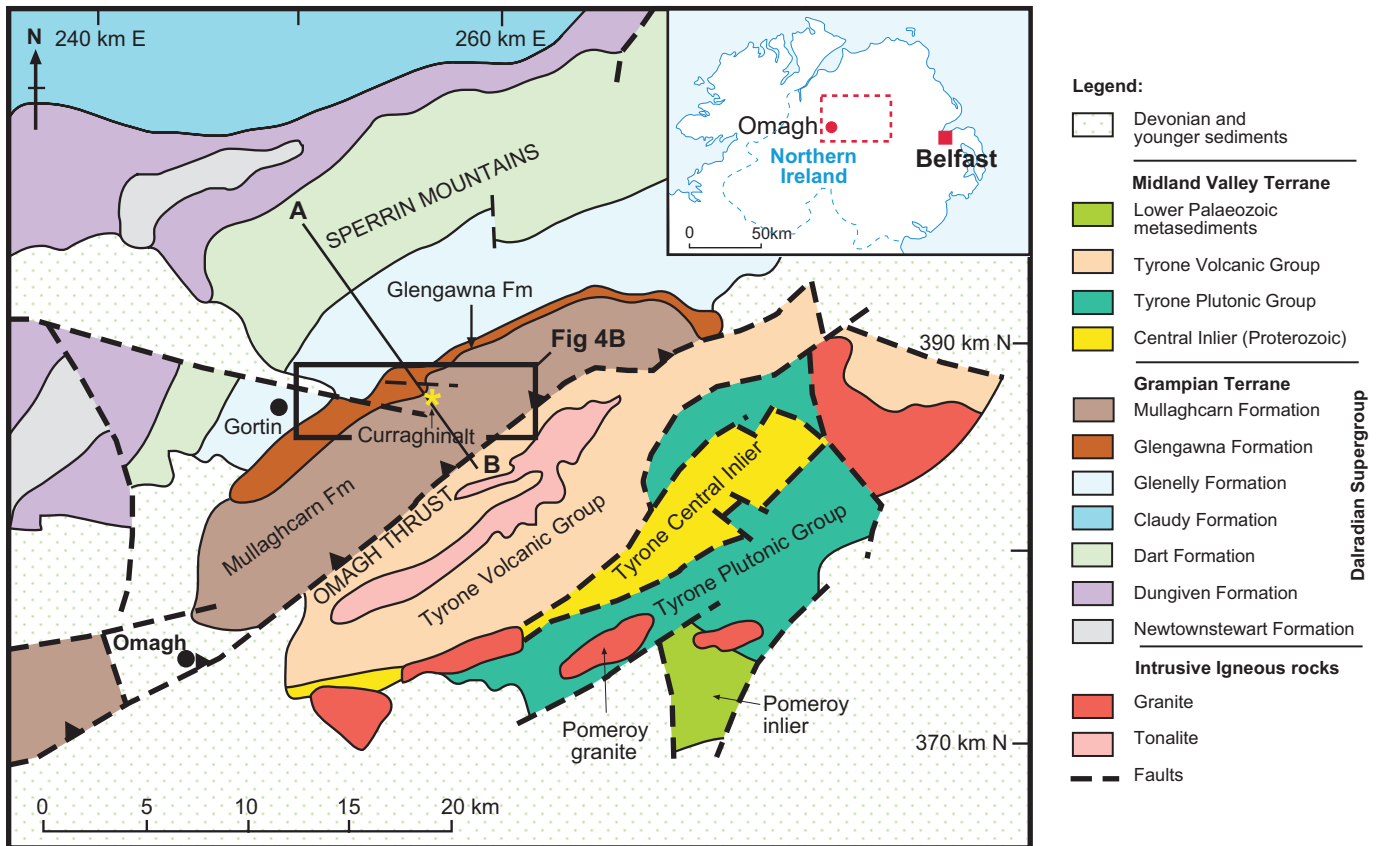 240 km E
260 km E
N
A
SPERRIN MOUNTAINS
Glengawna Fm
Fig 4B
390 km N
Gortin
Curraghinalt
B
Mullaghcarn Fm
OMAGH THRUST
Tyrone Volcanic Group
Tyrone Central Inlier
Tyrone Plutonic Group
Omagh
Pomeroy
granite
Pomeroy
inlier
370 km N
0 5 10 15 20 km
Omagh
Northern
Ireland
Belfast
0 50km
Legend:
Devonian and
younger sediments
Midland Valley Terrane
Lower Palaeozoic
metasediments
Tyrone Volcanic Group
Tyrone Plutonic Group
Central Inlier (Proterozoic)
Grampian Terrane
Mullaghcarn Formation
Glengawna Formation
Glenelly Formation
Claudy Formation
Dart Formation
Dungiven Formation
Newtownstewart Formation
Dalradian Supergroup
Intrusive Igneous rocks
Granite
Tonalite
Faults